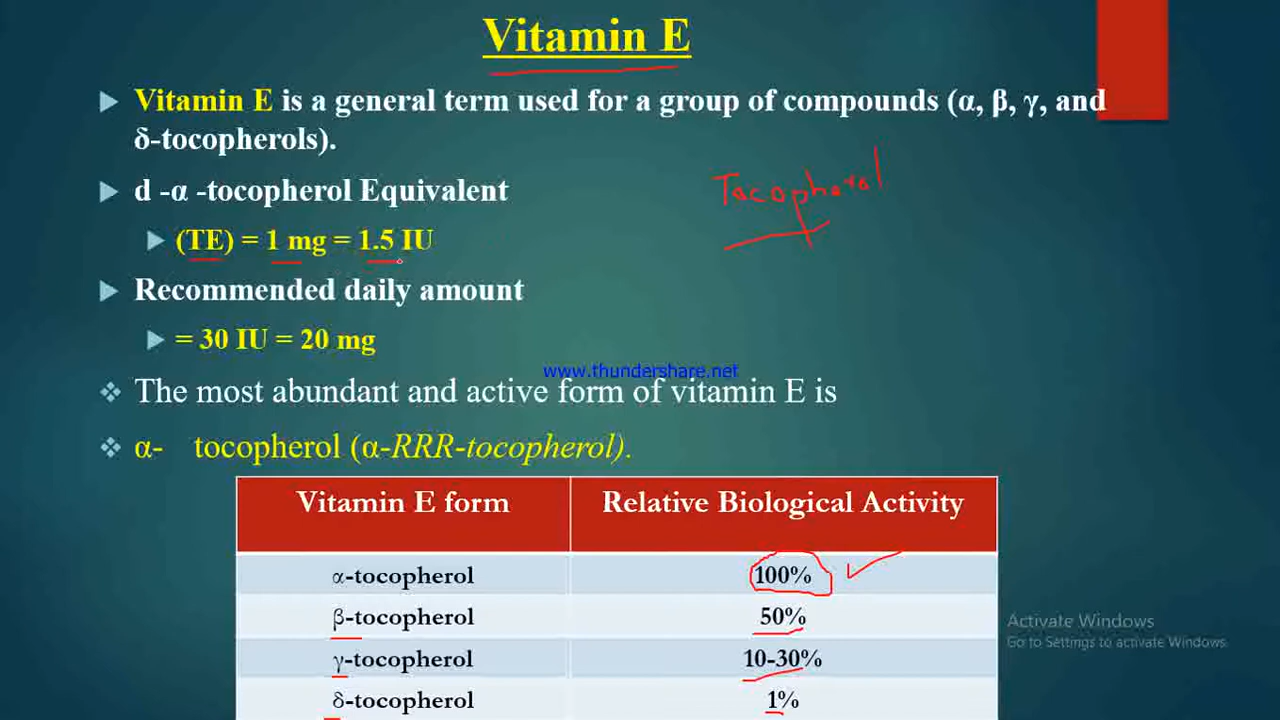 Vitamin E
Vitamin E is a general term used for a group of compounds (α, β, γ, and
δ-tocopherols).
d -α -tocopherol Equivalent
Tocopherol
(TE) = 1 mg = 1.5 IU
Recommended daily amount
= 30 IU = 20 mg
www.thundershare.net
The most abundant and active form of vitamin E is
α- tocopherol (α-RRR-tocopherol).
Vitamin E form Relative Biological Activity
α-tocopherol 100%
β-tocopherol 50%
γ-tocopherol 10-30%
δ-tocopherol 1%
Activate Windows
Go to Settings to activate Windows.